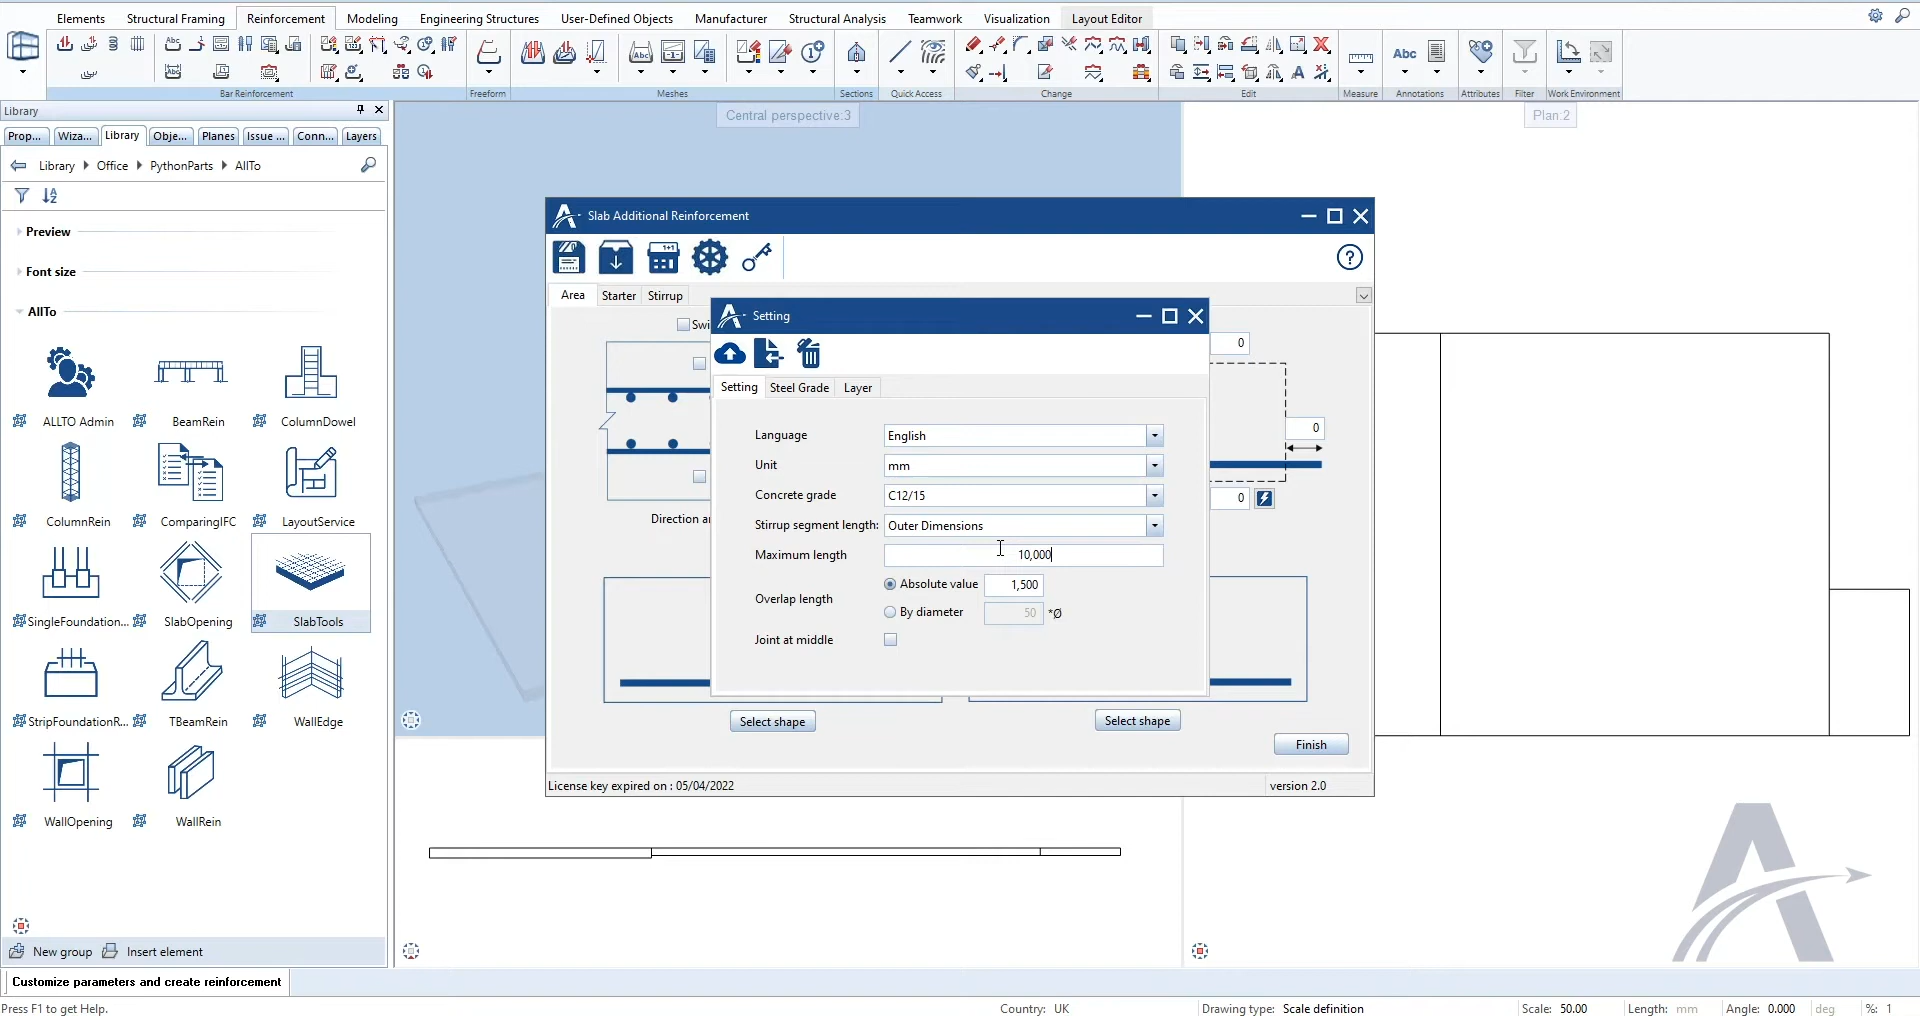 Elements Structural Framing Reinforcement Modeling Engineering Structures User-Defined Objects Manufacturer Structural Analysis Teamwork Visualization Layout Editor
Bar Reinforcement Freeform Meshes Sections Quick Access Change Edit Measure Annotations Attributes Filter Work Environment
Library
Prop... Wiza... Library Obje... Planes Issue ... Conn... Layers
Library Office PythonParts AllTo
Preview
Font size
AllTo
ALLTO Admin BeamRein ColumnDowel
ColumnRein ComparingIFC LayoutService
SingleFoundation... SlabOpening SlabTools
StripFoundationR... TBeamRein WallEdge
WallOpening WallRein
New group Insert element
Customize parameters and create reinforcement
Press F1 to get Help.
Central perspective:3
Plan:2
Slab Additional Reinforcement
Area Starter Stirrup
Swi
0
0
0
Direction ar
Setting
Setting Steel Grade Layer
Language English
Unit mm
Concrete grade C12/15
Stirrup segment length: Outer Dimensions
Maximum length 10,000
Overlap length
Absolute value 1,500
By diameter 50 *Ø
Joint at middle
Select shape Select shape
Finish
License key expired on : 05/04/2022 version 2.0
Country: UK Drawing type: Scale definition Scale: 50.00 Length: mm Angle: 0.000 deg %: 1